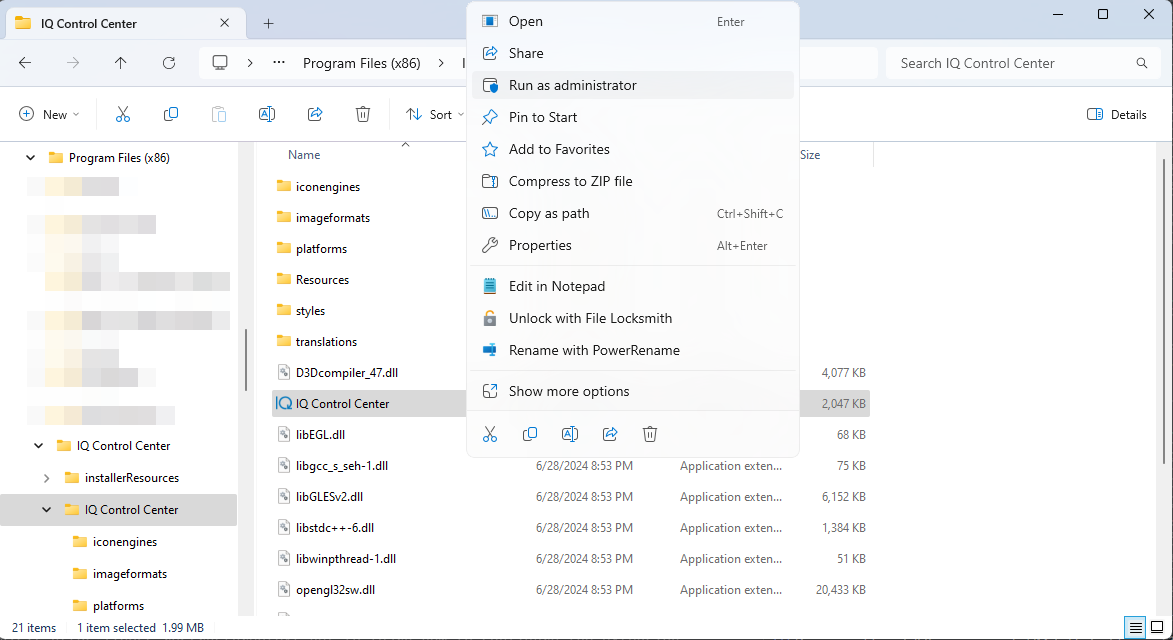 IQ Control Center
Program Files (x86)
Search IQ Control Center
New
Sort
Details
Program Files (x86)
IQ Control Center
installerResources
IQ Control Center
iconengines
imageformats
platforms
Name
Size
iconengines
imageformats
platforms
Resources
styles
translations
D3Dcompiler_47.dll 4,077 KB
IQ Control Center 2,047 KB
libEGL.dll 68 KB
libgcc_s_seh-1.dll 6/28/2024 8:53 PM Application exten... 75 KB
libGLESv2.dll 6/28/2024 8:53 PM Application exten... 6,152 KB
libstdc++-6.dll 6/28/2024 8:53 PM Application exten... 1,384 KB
libwinpthread-1.dll 6/28/2024 8:53 PM Application exten... 51 KB
opengl32sw.dll 6/28/2024 8:53 PM Application exten... 20,433 KB
Open Enter
Share
Run as administrator
Pin to Start
Add to Favorites
Compress to ZIP file
Copy as path Ctrl+Shift+C
Properties Alt+Enter
Edit in Notepad
Unlock with File Locksmith
Rename with PowerRename
Show more options
21 items 1 item selected 1.99 MB